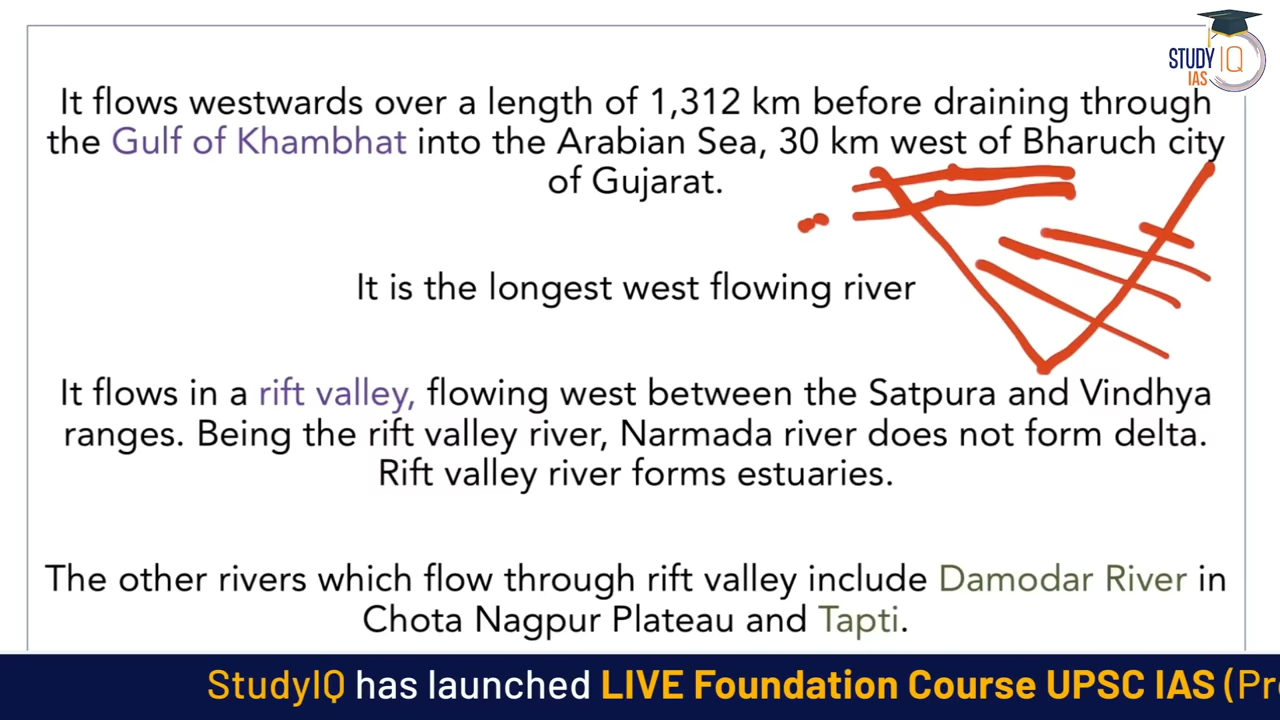 STUDY IQ
IAS
It flows westwards over a length of 1,312 km before draining through
the Gulf of Khambhat into the Arabian Sea, 30 km west of Bharuch city
of Gujarat.
It is the longest west flowing river
It flows in a rift valley, flowing west between the Satpura and Vindhya
ranges. Being the rift valley river, Narmada river does not form delta.
Rift valley river forms estuaries.
The other rivers which flow through rift valley include Damodar River in
Chota Nagpur Plateau and Tapti.
StudyIQ has launched LIVE Foundation Course UPSC IAS (Pr